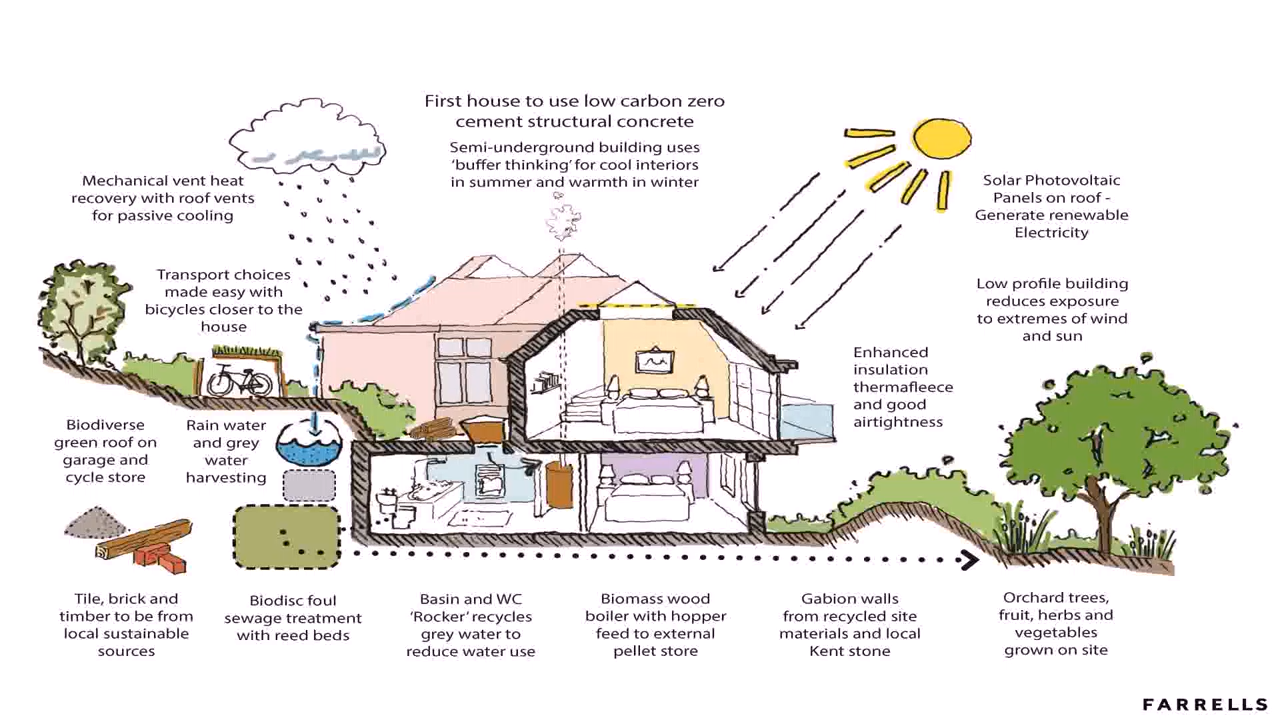 First house to use low carbon zero
cement structural concrete
Semi-underground building uses
‘buffer thinking’ for cool interiors
in summer and warmth in winter
Mechanical vent heat
recovery with roof vents
for passive cooling
Solar Photovoltaic
Panels on roof -
Generate renewable
Electricity
Transport choices
made easy with
bicycles closer to the
house
Low profile building
reduces exposure
to extremes of wind
and sun
Enhanced
insulation
thermafleece
and good
airtightness
Biodiverse
green roof on
garage and
cycle store
Rain water
and grey
water
harvesting
Tile, brick and
timber to be from
local sustainable
sources
Biodisc foul
sewage treatment
with reed beds
Basin and WC
‘Rocker’ recycles
grey water to
reduce water use
Biomass wood
boiler with hopper
feed to external
pellet store
Gabion walls
from recycled site
materials and local
Kent stone
Orchard trees,
fruit, herbs and
vegetables
grown on site
FARRELLS